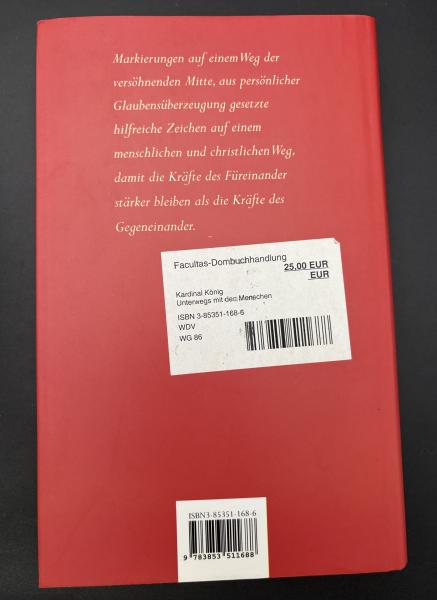 Markierungen auf einem Weg der
versöhnenden Mitte, aus persönlicher
Glaubensüberzeugung gesetzte
hilfreiche Zeichen auf einem
menschlichen und christlichen Weg,
damit die Kräfte des Füreinander
stärker bleiben als die Kräfte des
Gegeneinander.
Facultas-Dombuchhandlung
25,00 EUR
EUR
Kardinal König
Unterwegs mit den Menschen
ISBN 3-85351-168-6
WDV
WG 86
ISBN3-85351-168-6
9 783853 511688